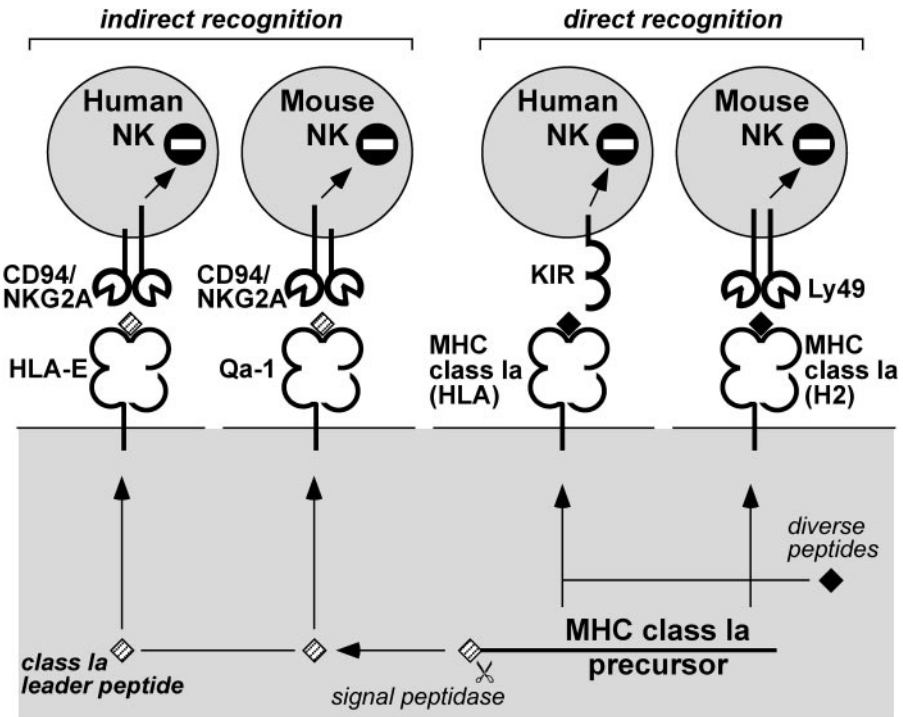 indirect recognition
direct recognition
Human
NK
Mouse
NK
Human
NK
Mouse
NK
CD94/
NKG2A
CD94/
NKG2A
KIR
Ly49
HLA-E
Qa-1
MHC
class Ia
(HLA)
MHC
class Ia
(H2)
diverse
peptides
MHC class Ia
precursor
class Ia
leader peptide
signal peptidase